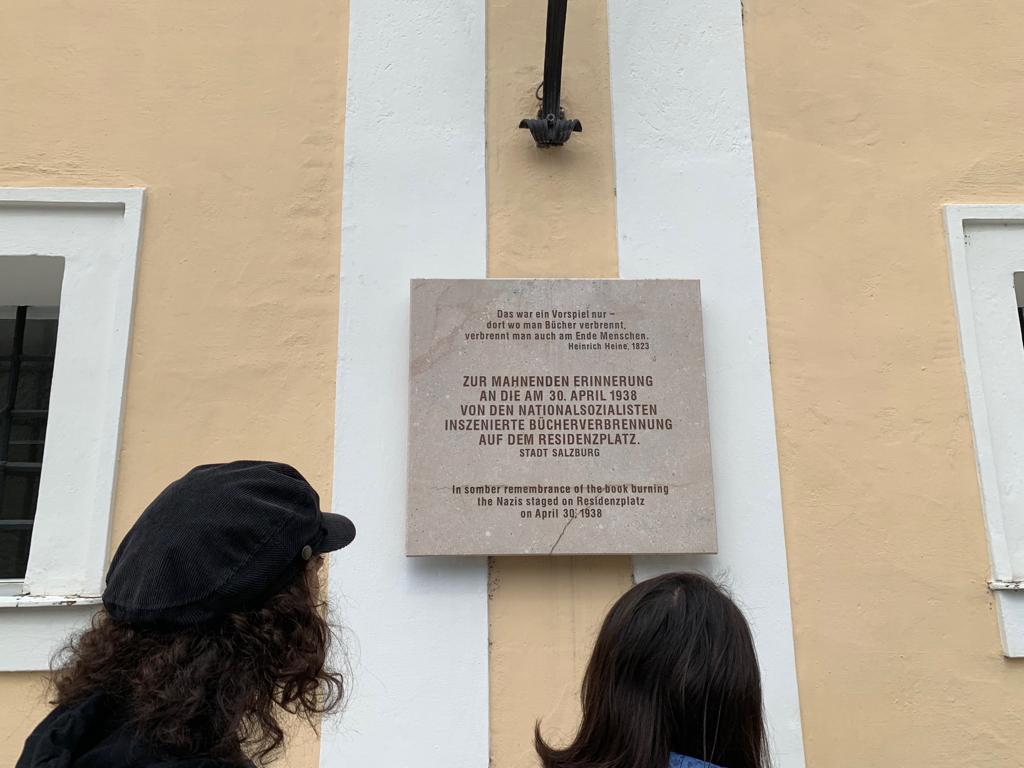 Das war ein Vorspiel nur –
dort wo man Bücher verbrennt,
verbrennt man auch am Ende Menschen.
Heinrich Heine, 1823
ZUR MAHNENDEN ERINNERUNG
AN DIE AM 30. APRIL 1938
VON DEN NATIONALSOZIALISTEN
INSZENIERTE BÜCHERVERBRENNUNG
AUF DEM RESIDENZPLATZ.
STADT SALZBURG
In somber remembrance of the book burning
the Nazis staged on Residenzplatz
on April 30, 1938